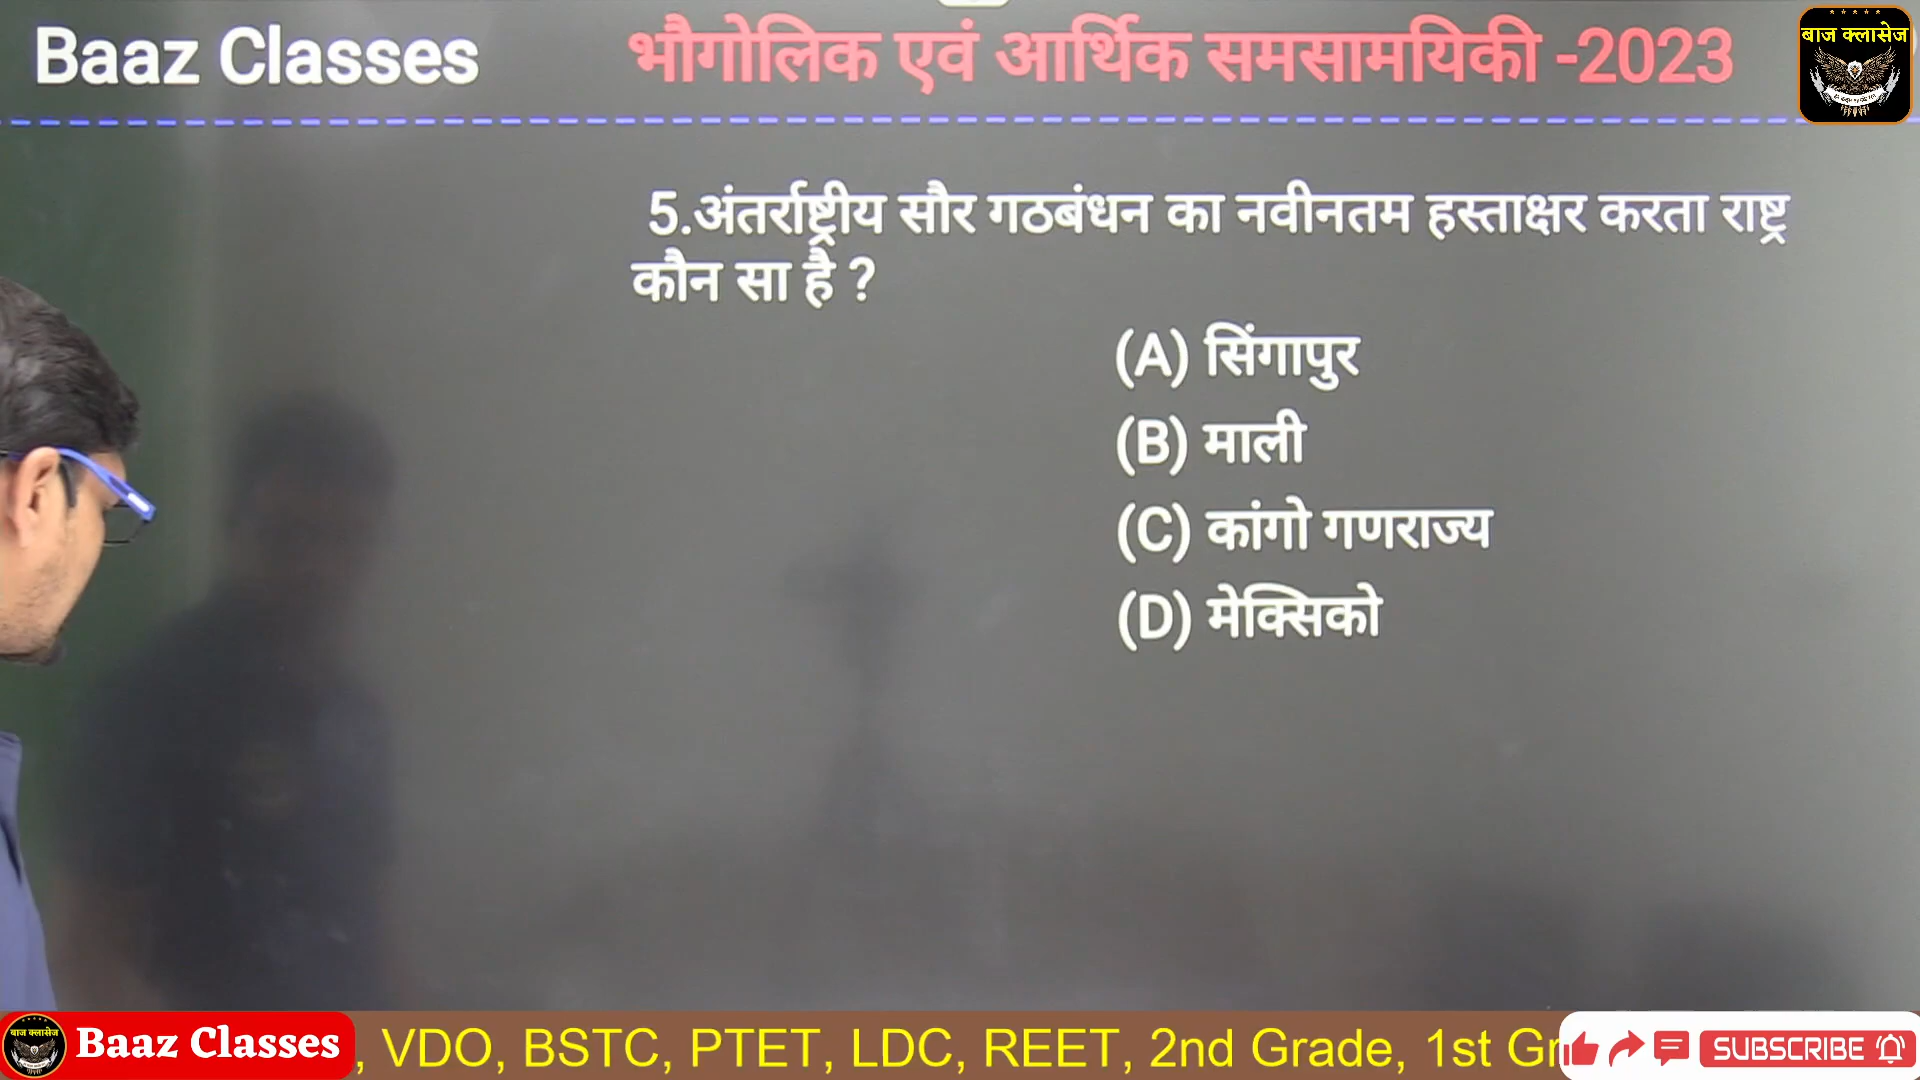 Baaz Classes
भौगोलिक एवं आर्थिक समसामयिकी -2023
बाज क्लासेज
5.अंतर्राष्ट्रीय सौर गठबंधन का नवीनतम हस्ताक्षर करता राष्ट्र
कौन सा है ?
(A) सिंगापुर
(B) माली
(C) कांगो गणराज्य
(D) मेक्सिको
बाज क्लासेज
Baaz Classes
, VDO, BSTC, PTET, LDC, REET, 2nd Grade, 1st Gr
SUBSCRIBE